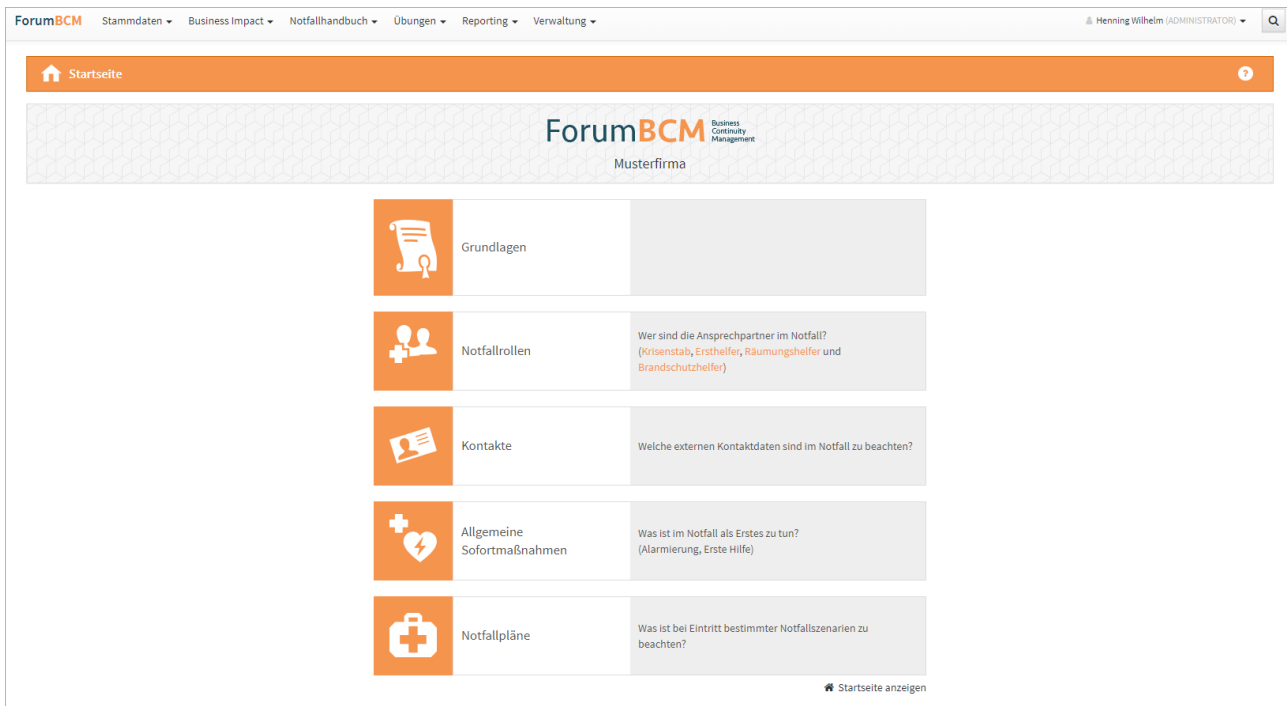 ForumBCM Stammdaten Business Impact Notfallhandbuch Übungen Reporting Verwaltung Henning Wilhelm (ADMINISTRATOR)
Startseite ?
ForumBCM Business
Continuity
Management
Musterfirma
Grundlagen
Notfallrollen
Wer sind die Ansprechpartner im Notfall?
(Krisenstab, Ersthelfer, Räumungshelfer und
Brandschutzhelfer)
Kontakte
Welche externen Kontaktdaten sind im Notfall zu beachten?
Allgemeine
Sofortmaßnahmen
Was ist im Notfall als Erstes zu tun?
(Alarmierung, Erste Hilfe)
Notfallpläne
Was ist bei Eintritt bestimmter Notfallszenarien zu
beachten?
Startseite anzeigen